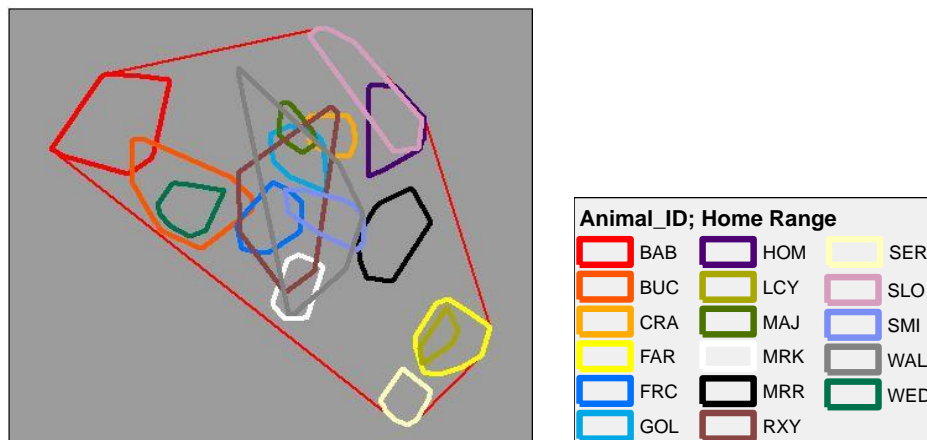 Animal_ID; Home Range
BAB HOM SER
BUC LCY SLO
CRA MAJ SMI
FAR MRK WAL
FRC MRR WED
GOL RXY